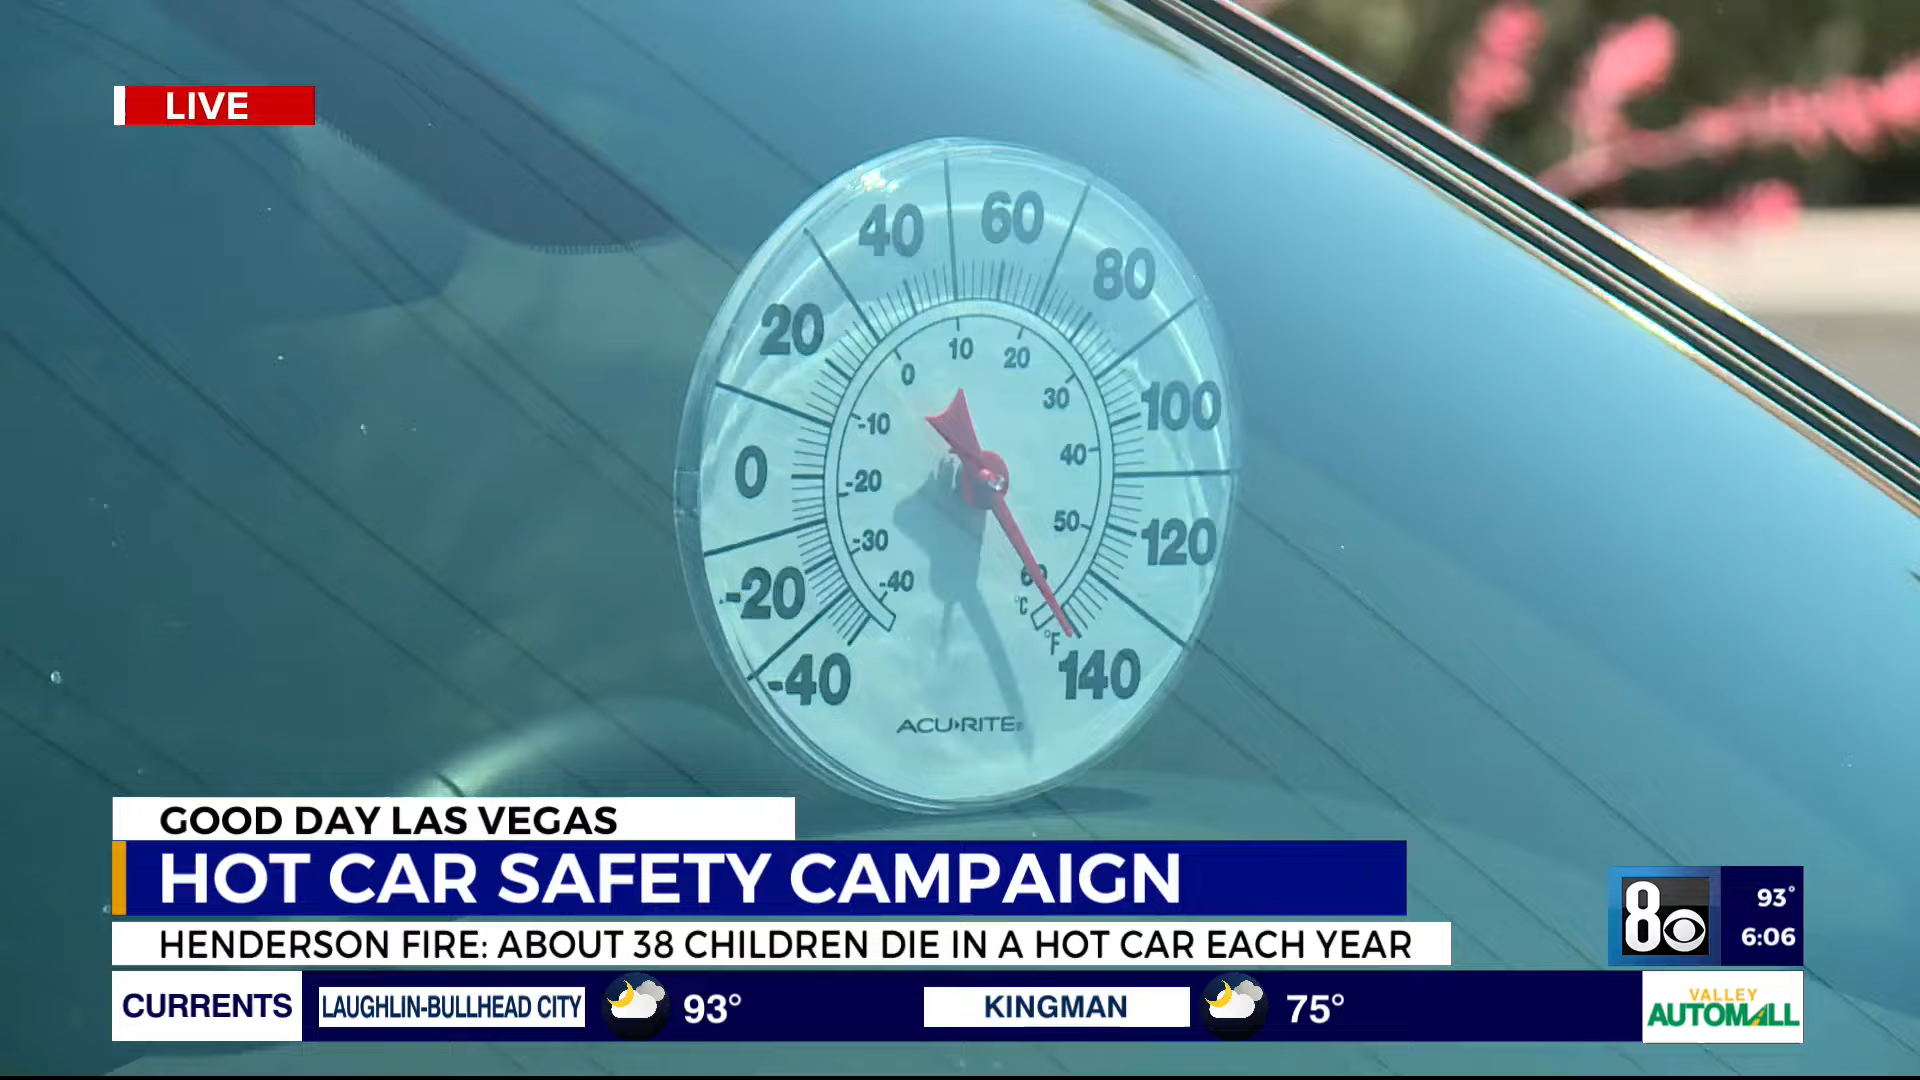 LIVE
40
60
20
80
10
20
0
30
100
-10
0
40
-20
50
120
-30
-20
-40
60
°C
°F
-40
140
ACU›RITE®
GOOD DAY LAS VEGAS
HOT CAR SAFETY CAMPAIGN
HENDERSON FIRE: ABOUT 38 CHILDREN DIE IN A HOT CAR EACH YEAR
8
93°
6:06
CURRENTS
LAUGHLIN-BULLHEAD CITY
93°
KINGMAN
75°
VALLEY
AUTOMALL